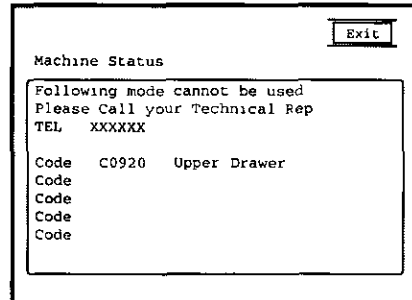 Exit
Machine Status
Following mode cannot be used
Please Call your Technical Rep
TEL XXXXXX
Code C0920 Upper Drawer
Code
Code
Code
Code